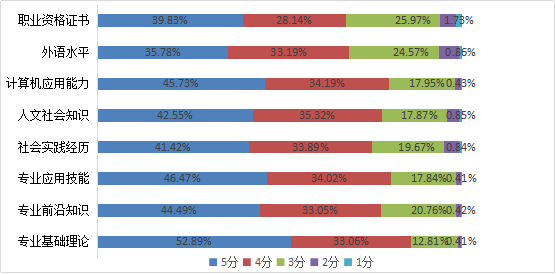 职业资格证书 39.83% 28.14% 25.97% 1.73%
外语水平 35.78% 33.19% 24.57% 0.86%
计算机应用能力 45.73% 34.19% 17.95% 0.43%
人文社会知识 42.55% 35.32% 17.87% 0.85%
社会实践经历 41.42% 33.89% 19.67% 0.84%
专业应用技能 46.47% 34.02% 17.84% 0.41%
专业前沿知识 44.49% 33.05% 20.76% 0.42%
专业基础理论 52.89% 33.06% 12.81% 0.41%
5分 4分 3分 2分 1分